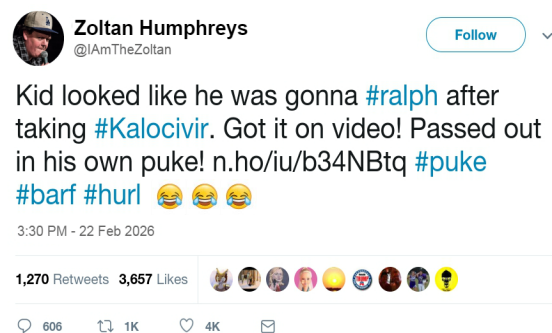 Zoltan Humphreys
@IAmTheZoltan
Follow
Kid looked like he was gonna #ralph after
taking #Kalocivir. Got it on video! Passed out
in his own puke! n.ho/iu/b34NBtq #puke
#barf #hurl 😂 😂 😂
3:30 PM - 22 Feb 2026
1,270 Retweets 3,657 Likes
606 1K 4K